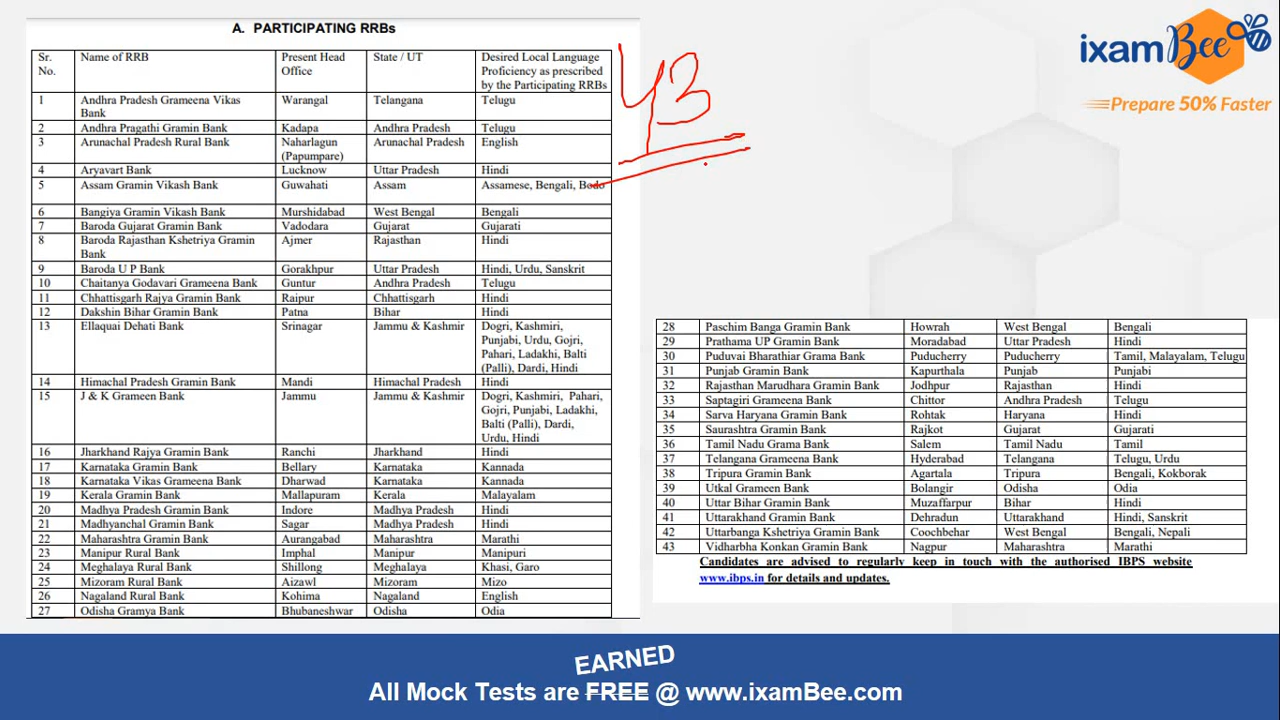 A. PARTICIPATING RRBs
Sr. No. Name of RRB Present Head Office State / UT Desired Local Language Proficiency as prescribed by the Participating RRBs
1 Andhra Pradesh Grameena Vikas Bank Warangal Telangana Telugu
2 Andhra Pragathi Gramin Bank Kadapa Andhra Pradesh Telugu
3 Arunachal Pradesh Rural Bank Naharlagun (Papumpare) Arunachal Pradesh English
4 Aryavart Bank Lucknow Uttar Pradesh Hindi
5 Assam Gramin Vikash Bank Guwahati Assam Assamese, Bengali, Bodo
6 Bangiya Gramin Vikash Bank Murshidabad West Bengal Bengali
7 Baroda Gujarat Gramin Bank Vadodara Gujarat Gujarati
8 Baroda Rajasthan Kshetriya Gramin Bank Ajmer Rajasthan Hindi
9 Baroda U P Bank Gorakhpur Uttar Pradesh Hindi, Urdu, Sanskrit
10 Chaitanya Godavari Grameena Bank Guntur Andhra Pradesh Telugu
11 Chhattisgarh Rajya Gramin Bank Raipur Chhattisgarh Hindi
12 Dakshin Bihar Gramin Bank Patna Bihar Hindi
13 Ellaquai Dehati Bank Srinagar Jammu & Kashmir Dogri, Kashmiri, Punjabi, Urdu, Gojri, Pahari, Ladakhi, Balti (Palli), Dardi, Hindi
14 Himachal Pradesh Gramin Bank Mandi Himachal Pradesh Hindi
15 J & K Grameen Bank Jammu Jammu & Kashmir Dogri, Kashmiri, Pahari, Gojri, Punjabi, Ladakhi, Balti (Palli), Dardi, Urdu, Hindi
16 Jharkhand Rajya Gramin Bank Ranchi Jharkhand Hindi
17 Karnataka Gramin Bank Bellary Karnataka Kannada
18 Karnataka Vikas Grameena Bank Dharwad Karnataka Kannada
19 Kerala Gramin Bank Mallapuram Kerala Malayalam
20 Madhya Pradesh Gramin Bank Indore Madhya Pradesh Hindi
21 Madhyanchal Gramin Bank Sagar Madhya Pradesh Hindi
22 Maharashtra Gramin Bank Aurangabad Maharashtra Marathi
23 Manipur Rural Bank Imphal Manipur Manipuri
24 Meghalaya Rural Bank Shillong Meghalaya Khasi, Garo
25 Mizoram Rural Bank Aizawl Mizoram Mizo
26 Nagaland Rural Bank Kohima Nagaland English
27 Odisha Gramya Bank Bhubaneshwar Odisha Odia
43
ixamBee
Prepare 50% Faster
28 Paschim Banga Gramin Bank Howrah West Bengal Bengali
29 Prathama UP Gramin Bank Moradabad Uttar Pradesh Hindi
30 Puduvai Bharathiar Grama Bank Puducherry Puducherry Tamil, Malayalam, Telugu
31 Punjab Gramin Bank Kapurthala Punjab Punjabi
32 Rajasthan Marudhara Gramin Bank Jodhpur Rajasthan Hindi
33 Saptagiri Grameena Bank Chittor Andhra Pradesh Telugu
34 Sarva Haryana Gramin Bank Rohtak Haryana Hindi
35 Saurashtra Gramin Bank Rajkot Gujarat Gujarati
36 Tamil Nadu Grama Bank Salem Tamil Nadu Tamil
37 Telangana Grameena Bank Hyderabad Telangana Telugu, Urdu
38 Tripura Gramin Bank Agartala Tripura Bengali, Kokborak
39 Utkal Grameen Bank Bolangir Odisha Odia
40 Uttar Bihar Gramin Bank Muzaffarpur Bihar Hindi
41 Uttarakhand Gramin Bank Dehradun Uttarakhand Hindi, Sanskrit
42 Uttarbanga Kshetriya Gramin Bank Coochbehar West Bengal Bengali, Nepali
43 Vidharbha Konkan Gramin Bank Nagpur Maharashtra Marathi
Candidates are advised to regularly keep in touch with the authorised IBPS website
www.ibps.in for details and updates.
EARNED
All Mock Tests are FREE @ www.ixamBee.com